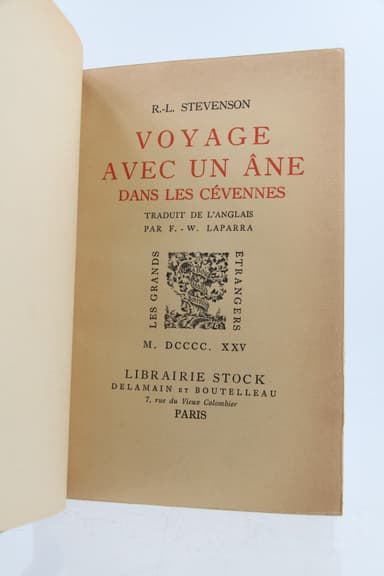 R.-L. STEVENSON
VOYAGE
AVEC UN ÂNE
DANS LES CÉVENNES
TRADUIT DE L'ANGLAIS
PAR F. - W. LAPARRA
LES GRANDS
ETRANGERS
M. DCCCC. XXV
LIBRAIRIE STOCK
DELAMAIN ET BOUTELLEAU
7, rue du Vieux Colombier
PARIS